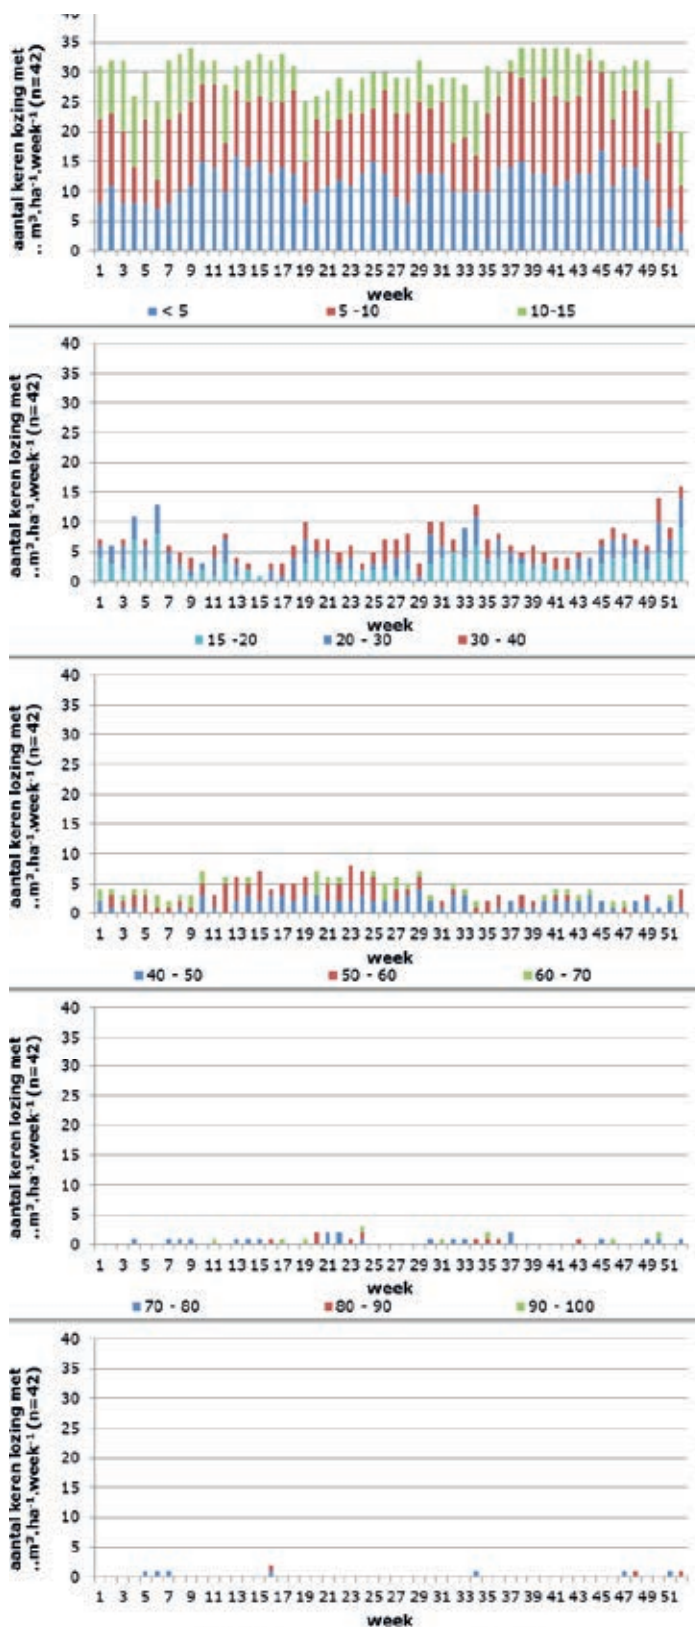 40
35
30
25
20
15
10
5
0
aantal keren lozing met
.. m³.ha⁻¹.week⁻¹ (n=42)
1 3 5 7 9 11 13 15 17 19 21 23 25 27 29 31 33 35 37 39 41 43 45 47 49 51
week
< 5 5 -10 10-15
40
35
30
25
20
15
10
5
0
aantal keren lozing met
..m³.ha⁻¹.week⁻¹ (n=42)
1 3 5 7 9 11 13 15 17 19 21 23 25 27 29 31 33 35 37 39 41 43 45 47 49 51
week
15 -20 20 - 30 30 - 40
40
35
30
25
20
15
10
5
0
aantal keren lozing met
..m³.ha⁻¹.week⁻¹ (n=42)
1 3 5 7 9 11 13 15 17 19 21 23 25 27 29 31 33 35 37 39 41 43 45 47 49 51
week
40 - 50 50 - 60 60 - 70
40
35
30
25
20
15
10
5
0
aantal keren lozing met
..m³.ha⁻¹.week⁻¹ (n=42)
1 3 5 7 9 11 13 15 17 19 21 23 25 27 29 31 33 35 37 39 41 43 45 47 49 51
week
70 - 80 80 - 90 90 - 100
40
35
30
25
20
15
10
5
0
aantal keren lozing met
..m³.ha⁻¹.week⁻¹ (n=42)
1 3 5 7 9 11 13 15 17 19 21 23 25 27 29 31 33 35 37 39 41 43 45 47 49 51
week